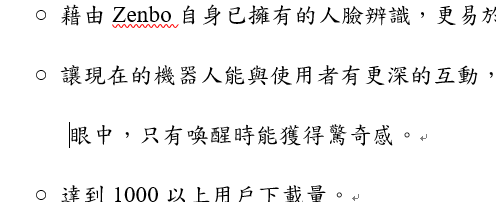 ○ 藉由 Zenbo 自身已擁有的人臉辨識，更易於
○ 讓現在的機器人能與使用者有更深的互動，
眼中，只有喚醒時能獲得驚奇感。
○ 達到 1000 以上用戶下載量。